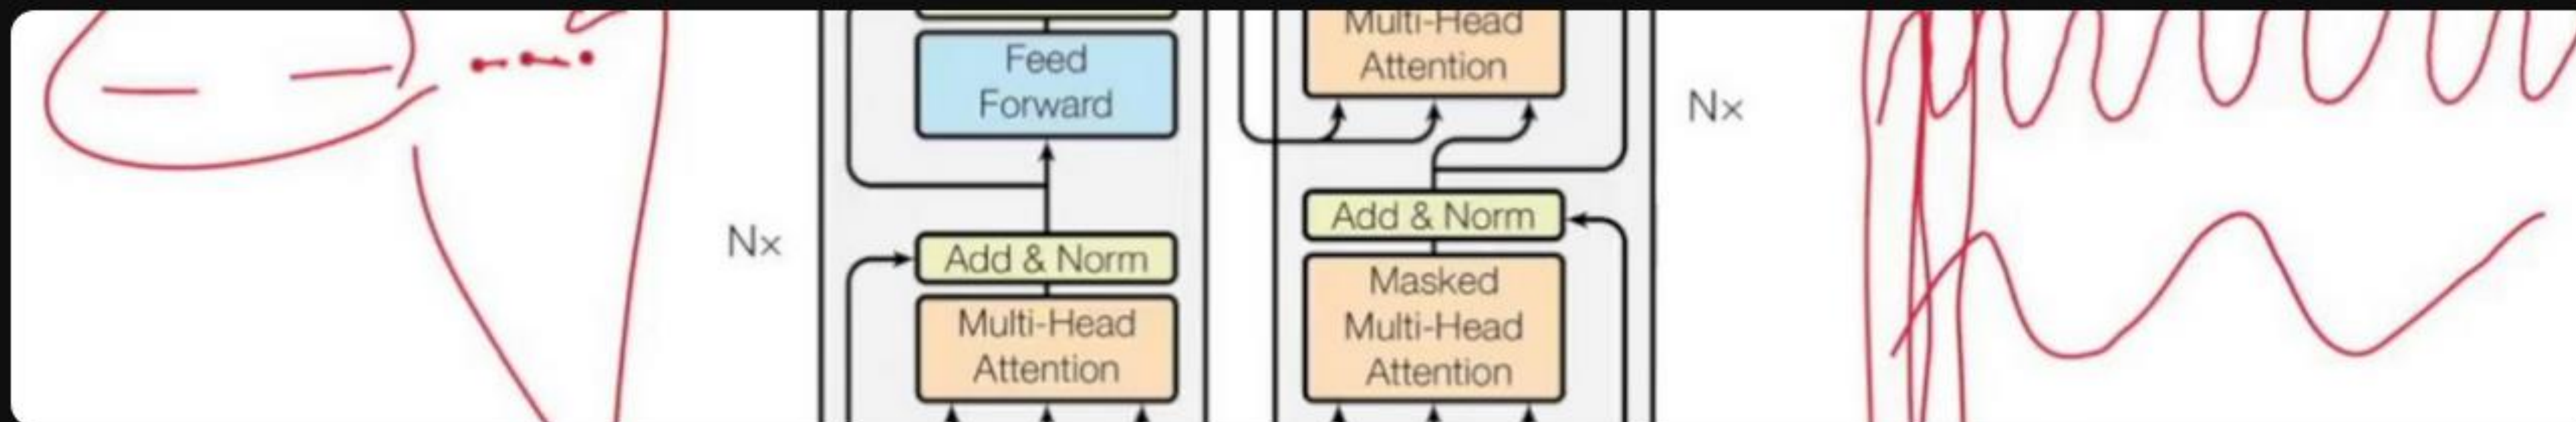 Feed
Forward
Nx
Add & Norm
Multi-Head
Attention
Multi-Head
Attention
Nx
Add & Norm
Masked
Multi-Head
Attention